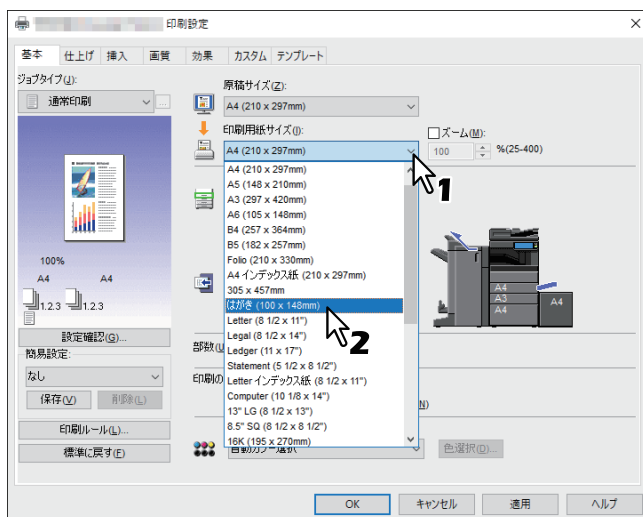 印刷設定
基本 仕上げ 挿入 画質 効果 カスタム テンプレート
ジョブタイプ(J):
通常印刷
...
100%
A4 A4
1.2.3 1.2.3
設定確認(G)...
簡易設定:
なし
保存(V) 削除(L)
印刷ルール(L)...
標準に戻す(F)
原稿サイズ(Z):
A4 (210 x 297mm)
印刷用紙サイズ(I):
A4 (210 x 297mm)
ズーム(M):
100 %(25-400)
1
A4 (210 x 297mm)
A5 (148 x 210mm)
A3 (297 x 420mm)
A6 (105 x 148mm)
B4 (257 x 364mm)
B5 (182 x 257mm)
Folio (210 x 330mm)
A4 インデックス紙 (210 x 297mm)
305 x 457mm
はがき (100 x 148mm)
2
Letter (8 1/2 x 11")
Legal (8 1/2 x 14")
Ledger (11 x 17")
Statement (5 1/2 x 8 1/2")
Letter インデックス紙 (8 1/2 x 11")
Computer (10 1/8 x 14")
13" LG (8 1/2 x 13")
8.5" SQ (8 1/2 x 8 1/2")
16K (195 x 270mm)
A4
A3
A4
A4
部数(U
印刷の
N)
自動カラー選択
色選択(O)...
OK キャンセル 適用 ヘルプ